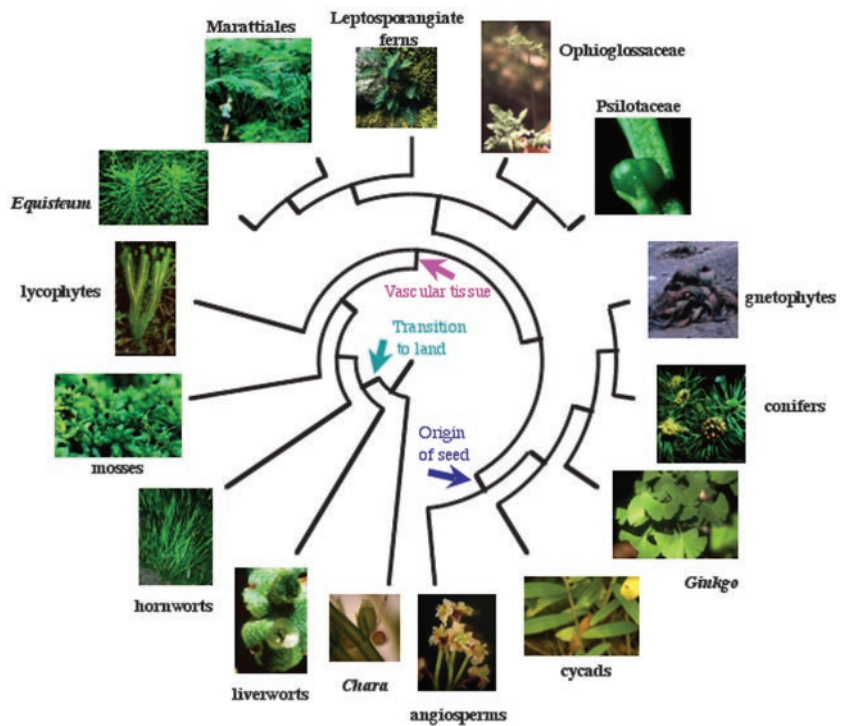 Marattiales
Leptosporangiate
ferns
Ophioglossaceae
Psilotaceae
Equisteum
lycophytes
mosses
hornworts
liverworts
Chara
angiosperms
cycads
Ginkgo
conifers
gnetophytes
Vascular tissue
Transition
to land
Origin
of seed